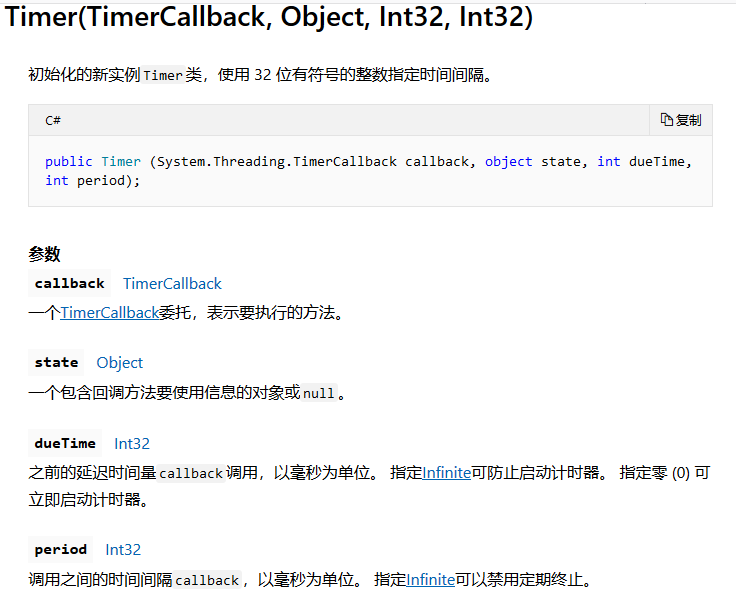 Timer(TimerCallback, Object, Int32, Int32)
初始化的新实例Timer类，使用 32 位有符号的整数指定时间间隔。
C#
复制
public Timer (System.Threading.TimerCallback callback, object state, int dueTime,
int period);
参数
callback TimerCallback
一个TimerCallback委托，表示要执行的方法。
state Object
一个包含回调方法要使用信息的对象或null。
dueTime Int32
之前的延迟时间量callback调用，以毫秒为单位。 指定Infinite可防止启动计时器。 指定零 (0) 可
立即启动计时器。
period Int32
调用之间的时间间隔callback，以毫秒为单位。 指定Infinite可以禁用定期终止。